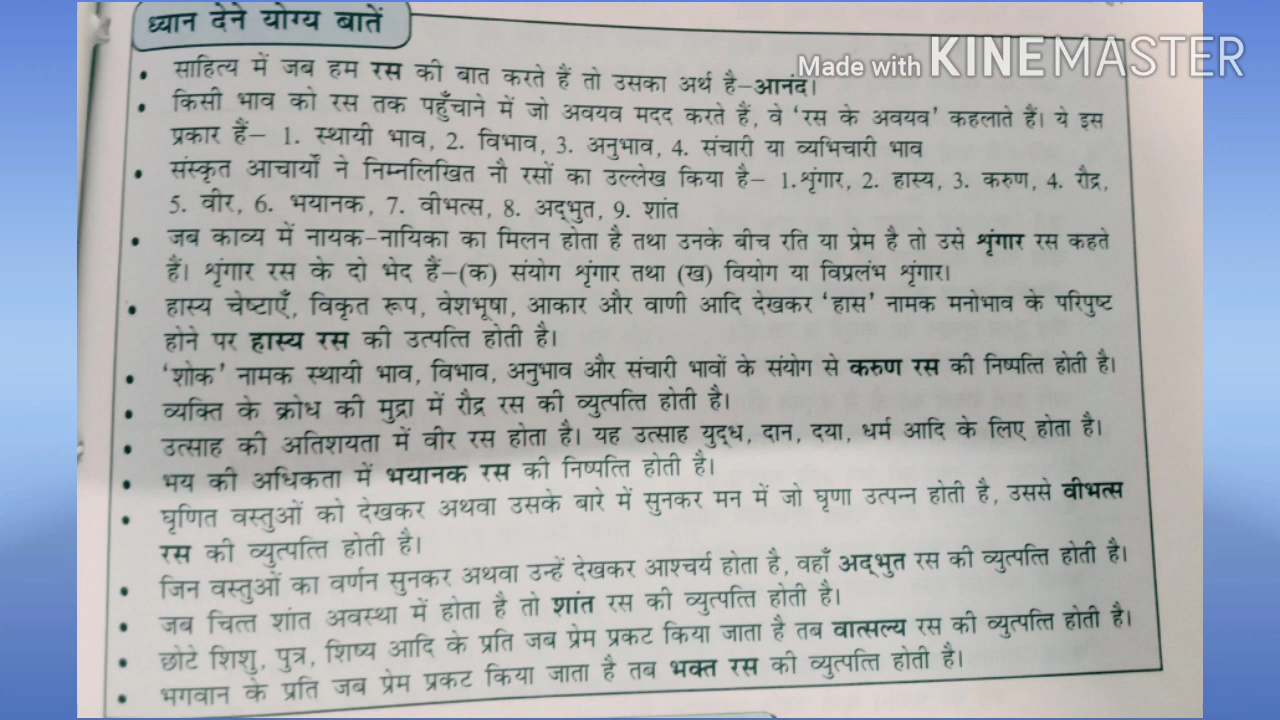 ध्यान देने योग्य बातें
Made with KINEMASTER
• साहित्य में जब हम रस की बात करते हैं तो उसका अर्थ है–आनंद।
• किसी भाव को रस तक पहुँचाने में जो अवयव मदद करते हैं, वे ‘रस के अवयव’ कहलाते हैं। ये इस
प्रकार हैं– 1. स्थायी भाव, 2. विभाव, 3. अनुभाव, 4. संचारी या व्यभिचारी भाव
• संस्कृत आचार्यों ने निम्नलिखित नौ रसों का उल्लेख किया है– 1.शृंगार, 2. हास्य, 3. करुण, 4. रौद्र,
5. वीर, 6. भयानक, 7. वीभत्स, 8. अद्भुत, 9. शांत
• जब काव्य में नायक-नायिका का मिलन होता है तथा उनके बीच रति या प्रेम है तो उसे शृंगार रस कहते
हैं। शृंगार रस के दो भेद हैं–(क) संयोग शृंगार तथा (ख) वियोग या विप्रलंभ शृंगार।
• हास्य चेष्टाएँ, विकृत रूप, वेशभूषा, आकार और वाणी आदि देखकर ‘हास’ नामक मनोभाव के परिपुष्ट
होने पर हास्य रस की उत्पत्ति होती है।
• ‘शोक’ नामक स्थायी भाव, विभाव, अनुभाव और संचारी भावों के संयोग से करुण रस की निष्पत्ति होती है।
• व्यक्ति के क्रोध की मुद्रा में रौद्र रस की व्युत्पत्ति होती है।
• उत्साह की अतिशयता में वीर रस होता है। यह उत्साह युद्ध, दान, दया, धर्म आदि के लिए होता है।
• भय की अधिकता में भयानक रस की निष्पत्ति होती है।
• घृणित वस्तुओं को देखकर अथवा उसके बारे में सुनकर मन में जो घृणा उत्पन्न होती है, उससे वीभत्स
रस की व्युत्पत्ति होती है।
• जिन वस्तुओं का वर्णन सुनकर अथवा उन्हें देखकर आश्चर्य होता है, वहाँ अद्भुत रस की व्युत्पत्ति होती है।
• जब चित्त शांत अवस्था में होता है तो शांत रस की व्युत्पत्ति होती है।
• छोटे शिशु, पुत्र, शिष्य आदि के प्रति जब प्रेम प्रकट किया जाता है तब वात्सल्य रस की व्युत्पत्ति होती है।
• भगवान के प्रति जब प्रेम प्रकट किया जाता है तब भक्त रस की व्युत्पत्ति होती है।